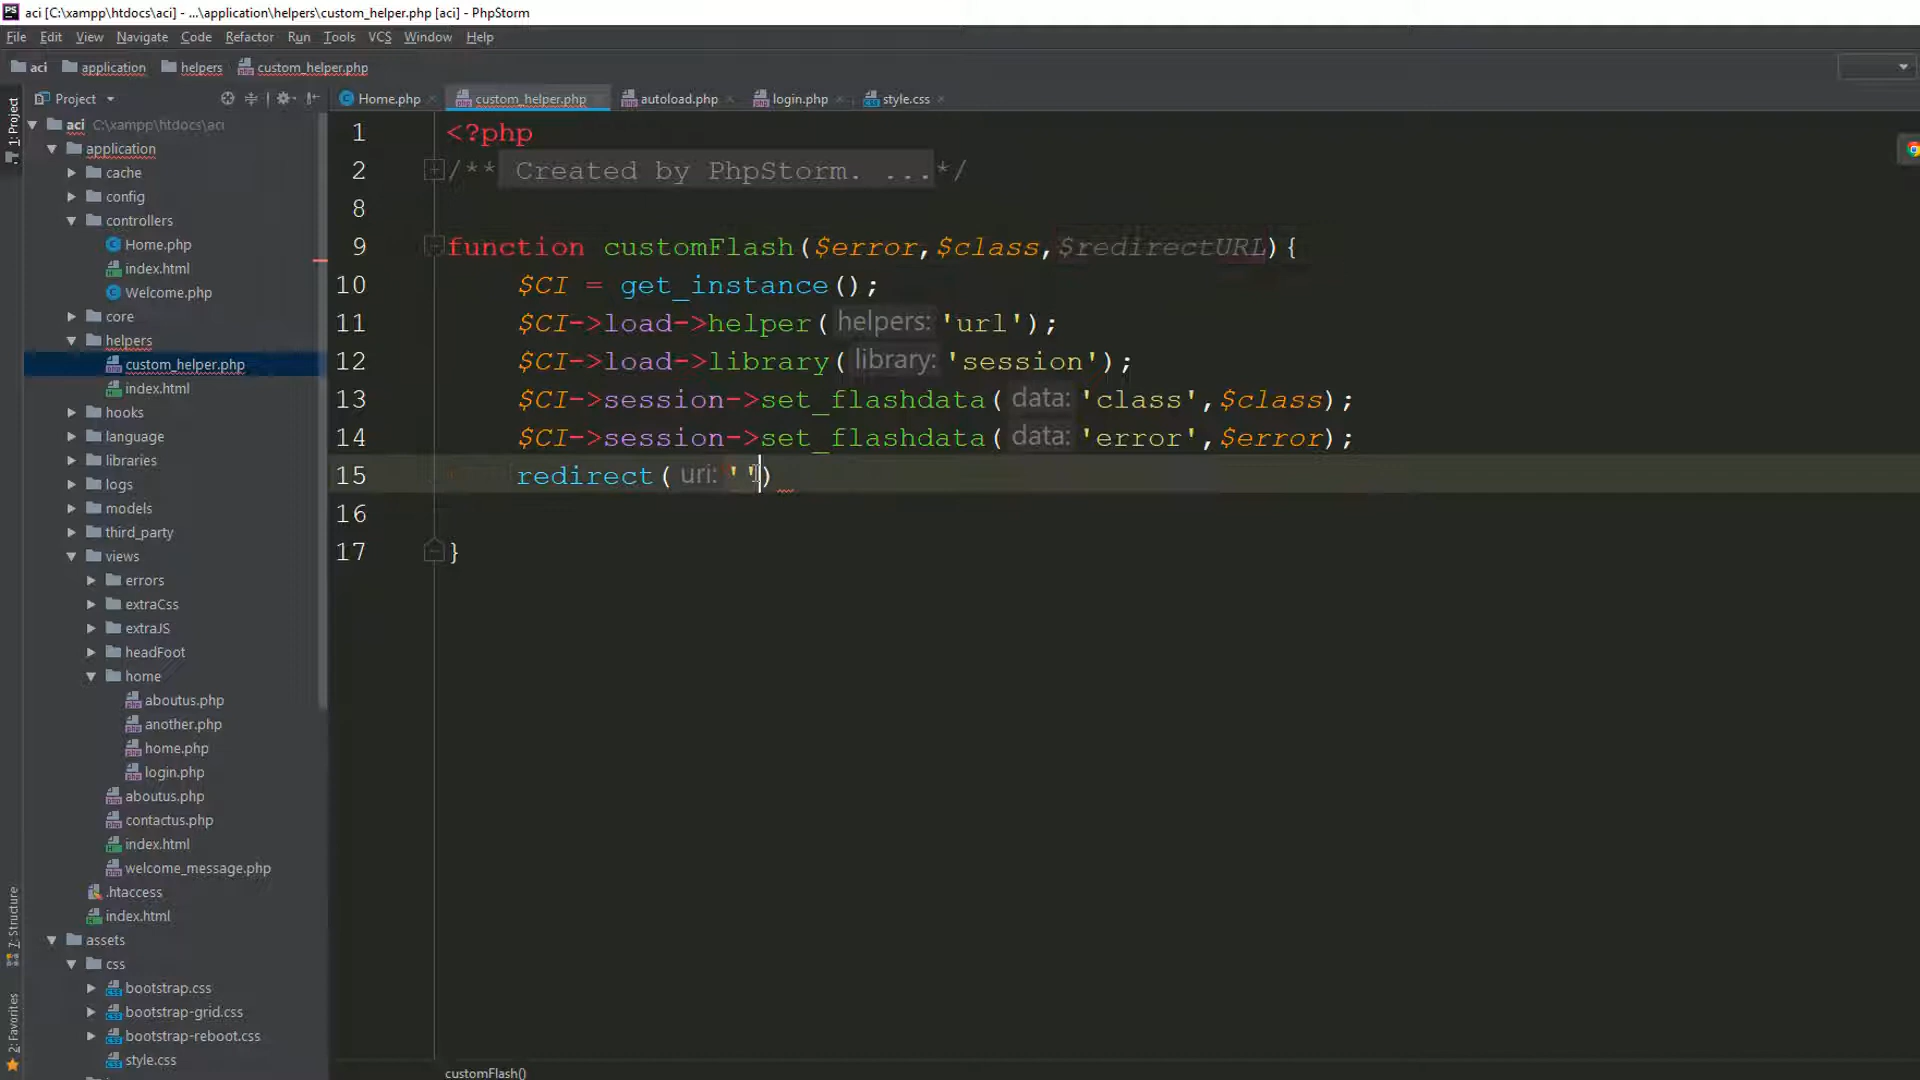 aci [C:\xampp\htdocs\aci] - ...\application\helpers\custom_helper.php [aci] - PhpStorm
File Edit View Navigate Code Refactor Run Tools VCS Window Help
aci application helpers custom_helper.php
Project Home.php custom_helper.php autoload.php login.php style.css
1: Project
aci C:\xampp\htdocs\aci
application
cache
config
controllers
Home.php
index.html
Welcome.php
core
helpers
custom_helper.php
index.html
hooks
language
libraries
logs
models
third_party
views
errors
extraCss
extraJS
headFoot
home
aboutus.php
another.php
home.php
login.php
aboutus.php
contactus.php
index.html
welcome_message.php
.htaccess
index.html
assets
css
bootstrap.css
bootstrap-grid.css
bootstrap-reboot.css
style.css
7: Structure
2: Favorites
1 <?php
2 /** Created by PhpStorm. ...*/
8
9 function customFlash($error,$class,$redirectURL){
10 $CI = get_instance();
11 $CI->load->helper( helpers: 'url');
12 $CI->load->library( library: 'session');
13 $CI->session->set_flashdata( data: 'class',$class);
14 $CI->session->set_flashdata( data: 'error',$error);
15 redirect( uri: '')
16
17 }
customFlash()